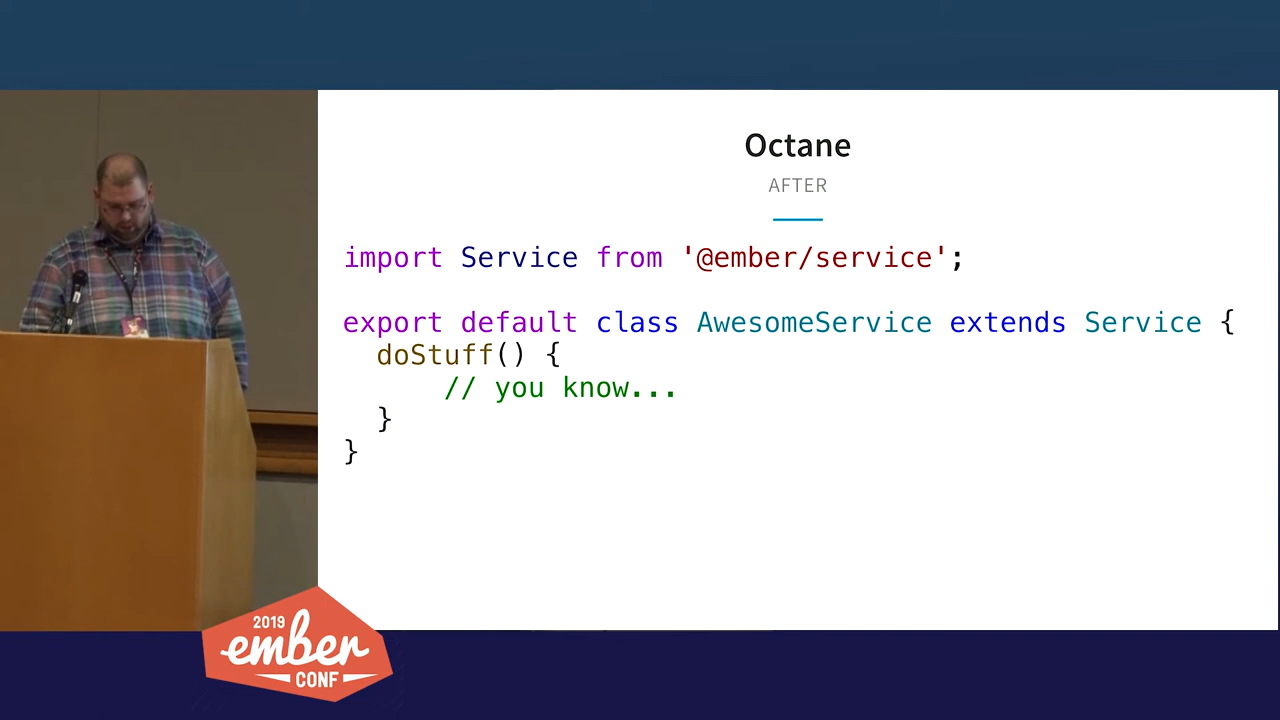 Octane
AFTER
import Service from '@ember/service';
export default class AwesomeService extends Service {
  doStuff() {
      // you know...
  }
}
2019
ember
CONF